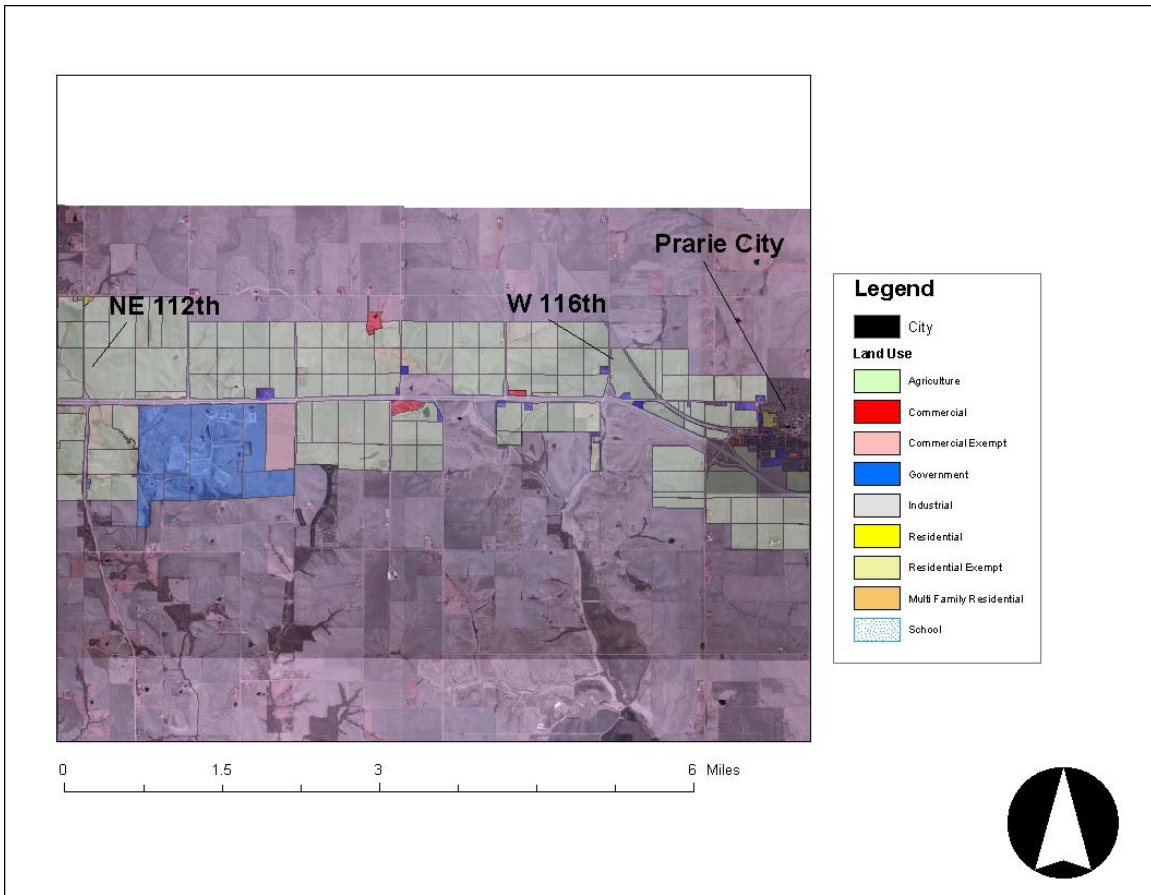 Prarie City
NE 112th
W 116th
Legend
City
Land Use
Agriculture
Commercial
Commercial Exempt
Government
Industrial
Residential
Residential Exempt
Multi Family Residential
School
0 1.5 3 6 Miles